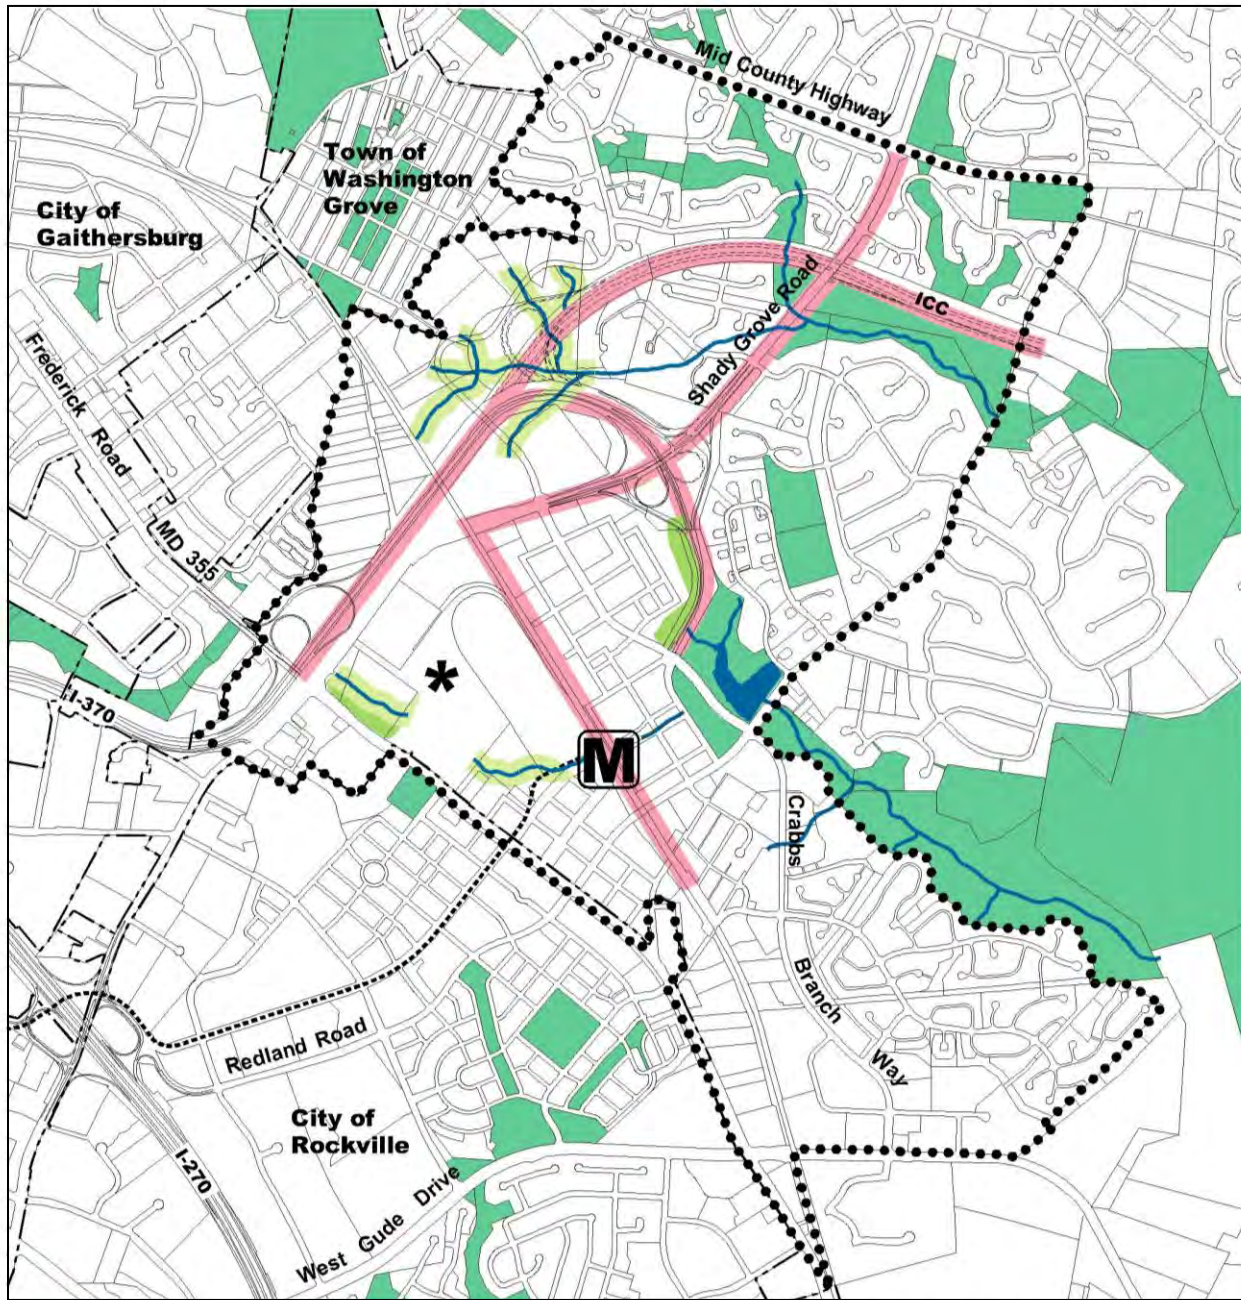 Mid County Highway
Town of
Washington
Grove
City of
Gaithersburg
ICC
Shady Grove Road
Frederick Road
MD 355
*
I-370
M
Crabbs
Branch
Way
Redland Road
City of
Rockville
I-270
West Gude Drive